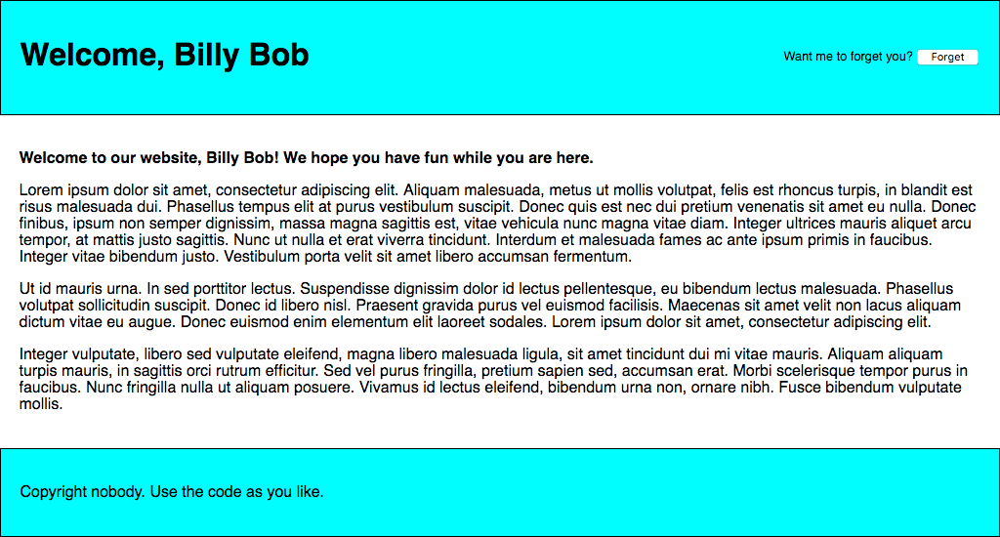 Welcome, Billy Bob
Want me to forget you? Forget
Welcome to our website, Billy Bob! We hope you have fun while you are here.
Lorem ipsum dolor sit amet, consectetur adipiscing elit. Aliquam malesuada, metus ut mollis volutpat, felis est rhoncus turpis, in blandit est
risus malesuada dui. Phasellus tempus elit at purus vestibulum suscipit. Donec quis est nec dui pretium venenatis sit amet eu nulla. Donec
finibus, ipsum non semper dignissim, massa magna sagittis est, vitae vehicula nunc magna vitae diam. Integer ultrices mauris aliquet arcu
tempor, at mattis justo sagittis. Nunc ut nulla et erat viverra tincidunt. Interdum et malesuada fames ac ante ipsum primis in faucibus.
Integer vitae bibendum justo. Vestibulum porta velit sit amet libero accumsan fermentum.
Ut id mauris urna. In sed porttitor lectus. Suspendisse dignissim dolor id lectus pellentesque, eu bibendum lectus malesuada. Phasellus
volutpat sollicitudin suscipit. Donec id libero nisl. Praesent gravida purus vel euismod facilisis. Maecenas sit amet velit non lacus aliquam
dictum vitae eu augue. Donec euismod enim elementum elit laoreet sodales. Lorem ipsum dolor sit amet, consectetur adipiscing elit.
Integer vulputate, libero sed vulputate eleifend, magna libero malesuada ligula, sit amet tincidunt dui mi vitae mauris. Aliquam aliquam
turpis mauris, in sagittis orci rutrum efficitur. Sed vel purus fringilla, pretium sapien sed, accumsan erat. Morbi scelerisque tempor purus in
faucibus. Nunc fringilla nulla ut aliquam posuere. Vivamus id lectus eleifend, bibendum urna non, ornare nibh. Fusce bibendum vulputate
mollis.
Copyright nobody. Use the code as you like.